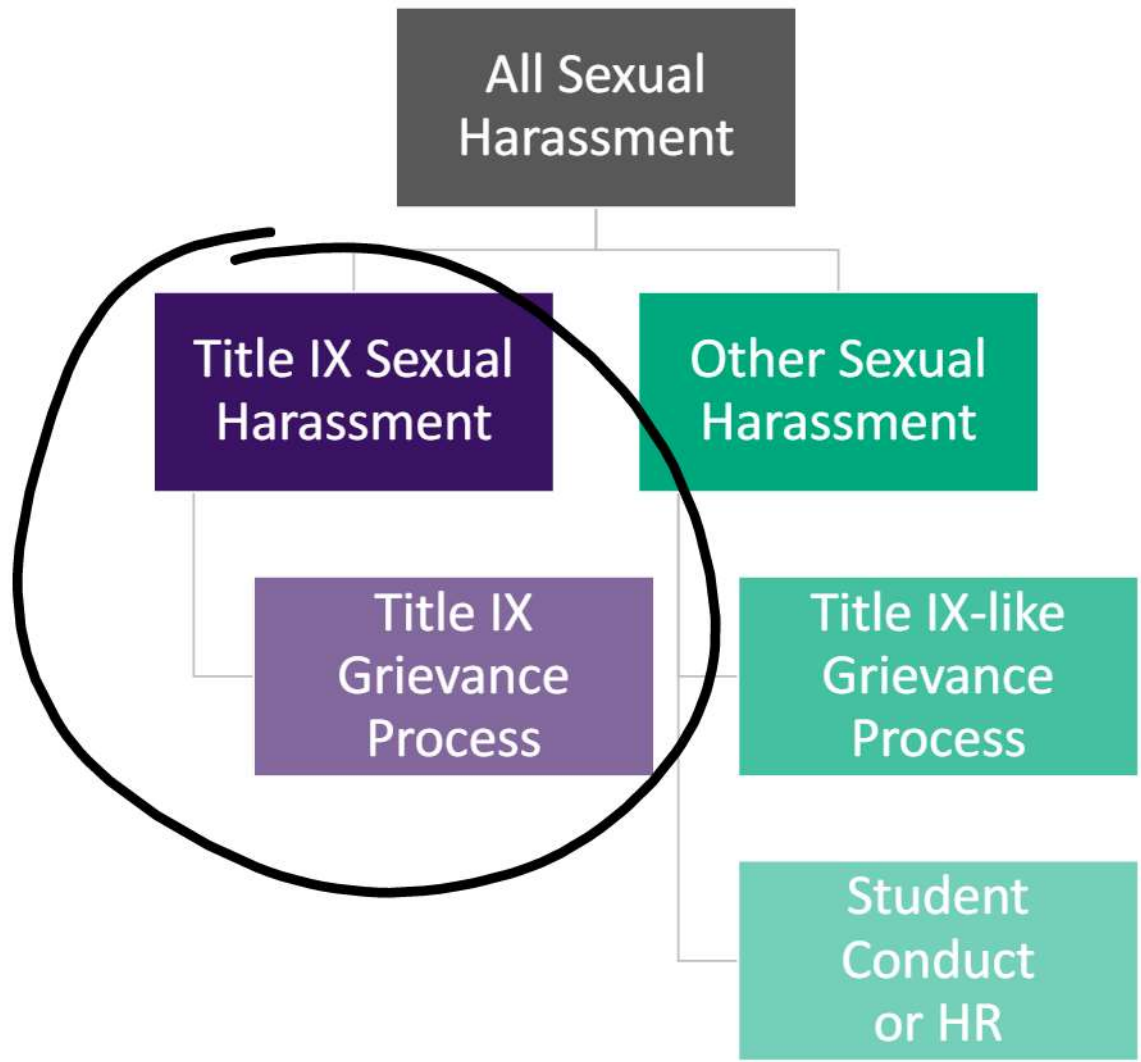 All Sexual
Harassment
Title IX Sexual
Harassment
Other Sexual
Harassment
Title IX
Grievance
Process
Title IX-like
Grievance
Process
Student
Conduct
or HR